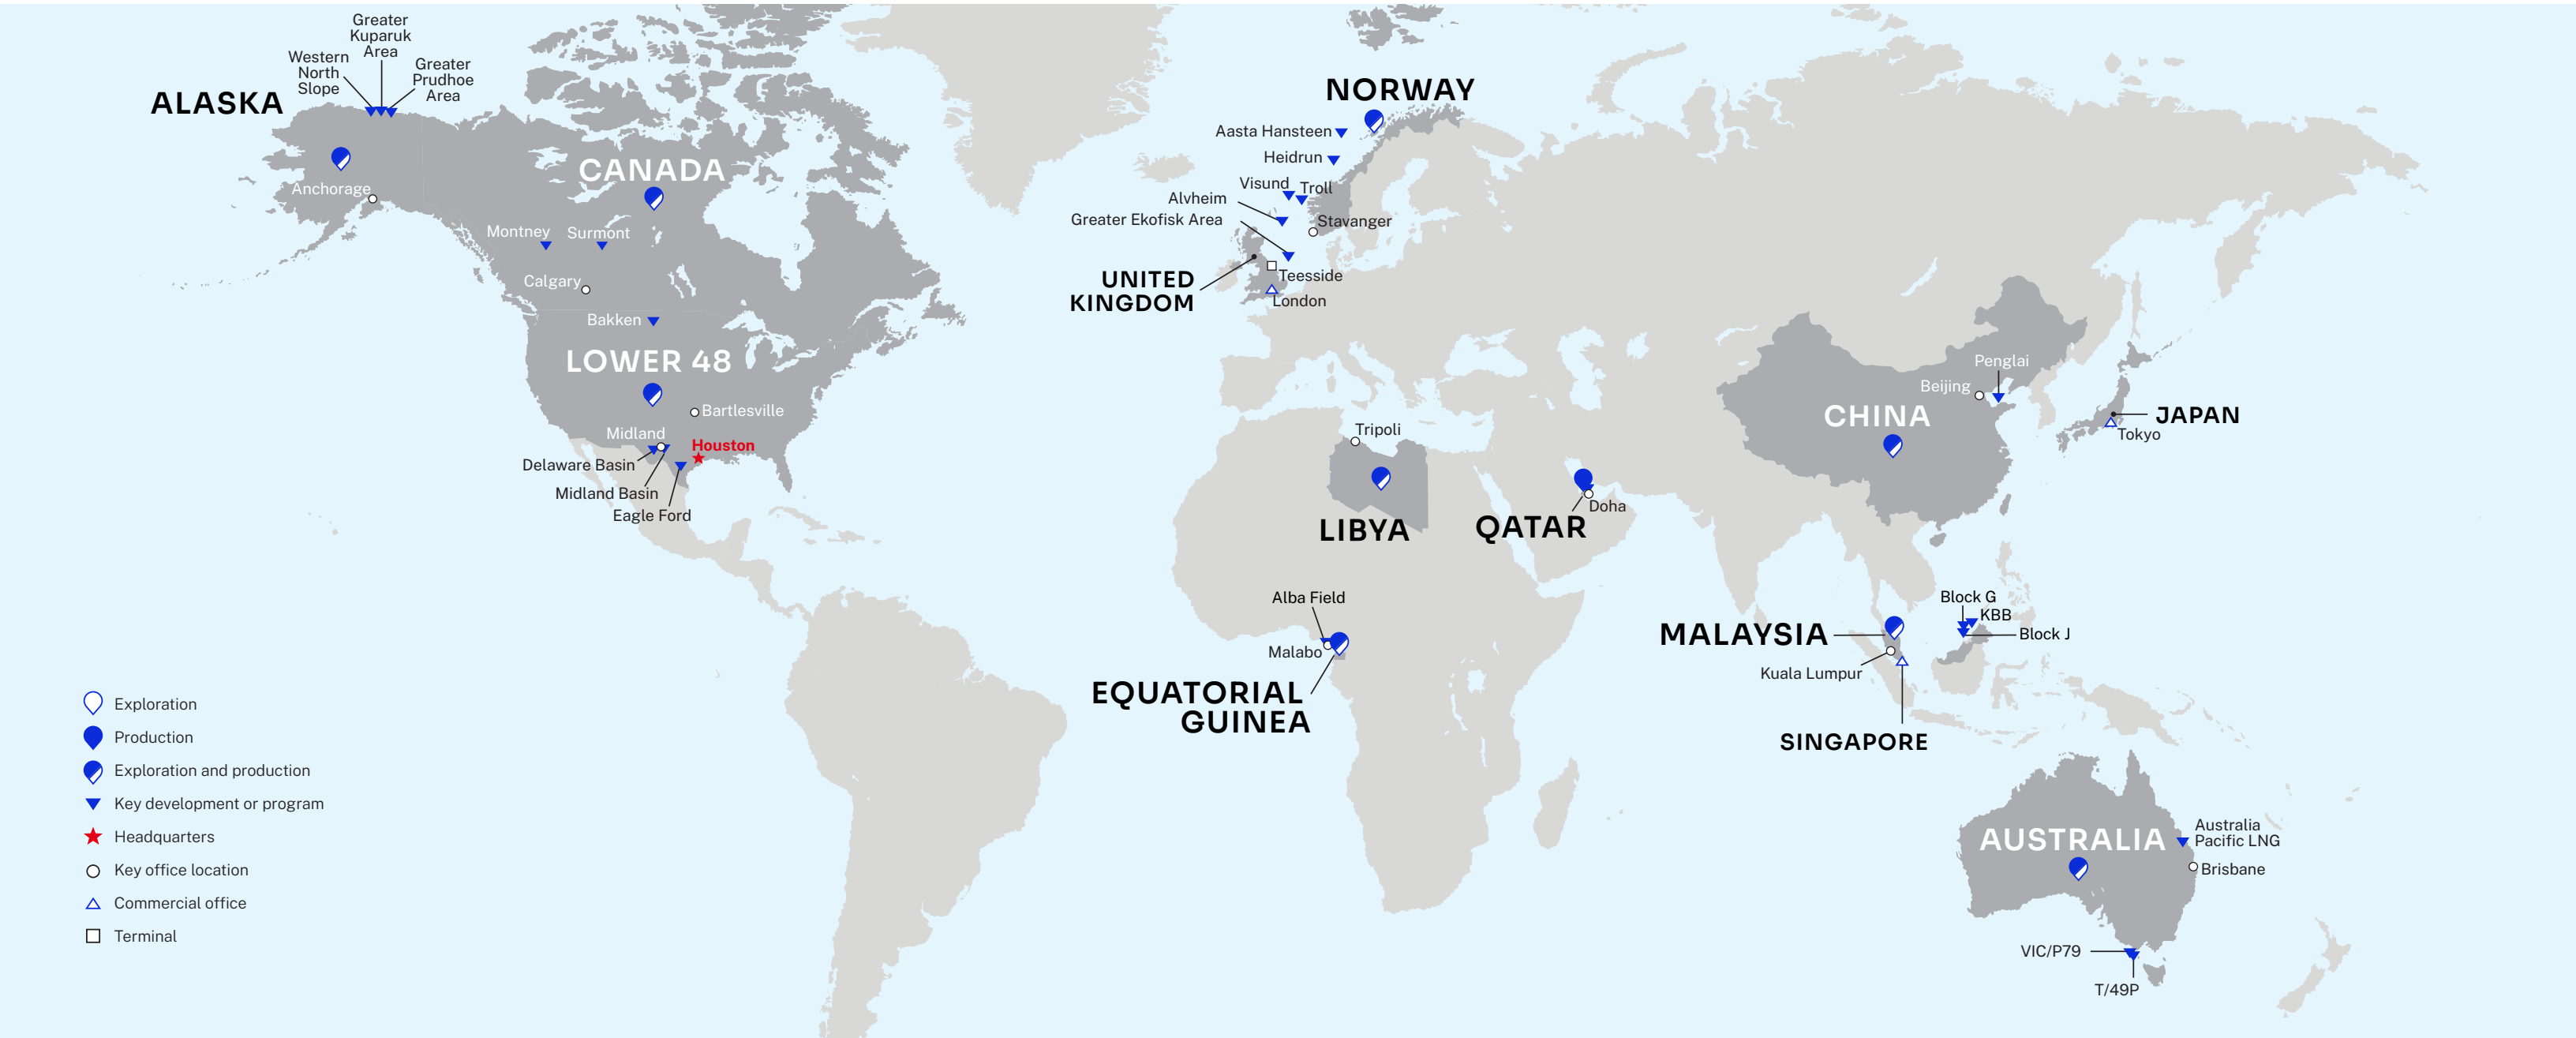 Greater
Kuparuk
Area
Western
North
Slope
Greater
Prudhoe
Area
ALASKA
Anchorage
CANADA
Montney
Surmont
Calgary
Bakken
LOWER 48
Bartlesville
Midland
Houston
Delaware Basin
Midland Basin
Eagle Ford
NORWAY
Aasta Hansteen
Heidrun
Visund
Troll
Alvheim
Greater Ekofisk Area
Stavanger
UNITED
KINGDOM
Teesside
London
Tripoli
LIBYA
QATAR
Doha
Alba Field
Malabo
EQUATORIAL
GUINEA
CHINA
Penglai
Beijing
JAPAN
Tokyo
MALAYSIA
Kuala Lumpur
Block G
KBB
Block J
SINGAPORE
AUSTRALIA
Australia
Pacific LNG
Brisbane
VIC/P79
T/49P
Exploration
Production
Exploration and production
Key development or program
Headquarters
Key office location
Commercial office
Terminal